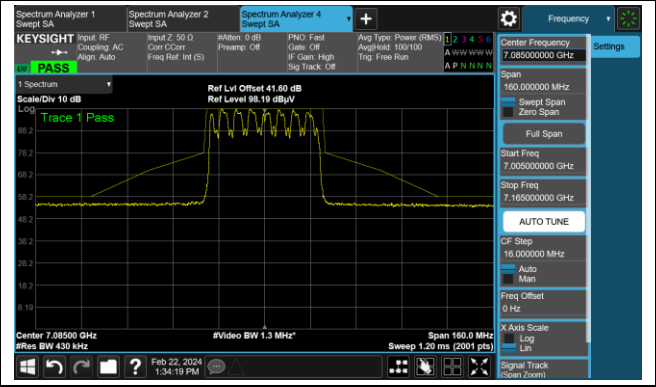 Spectrum Analyzer 1
Swept SA
Spectrum Analyzer 2
Swept SA
Spectrum Analyzer 4
Swept SA
Frequency
KEYSIGHT
Input: RF
Coupling: AC
Align: Auto
Input Z: 50 Ω
Corr CCorr
Freq Ref: Int (S)
#Atten: 0 dB
Preamp: Off
PNO: Fast
Gate: Off
IF Gain: High
Sig Track: Off
Avg Type: Power (RMS)
Avg|Hold: 100/100
Trig: Free Run
1 2 3 4 5 6
A W W W W W
A P N N N N
PASS
1 Spectrum
Scale/Div 10 dB
Ref Lvl Offset 41.60 dB
Ref Level 98.19 dBµV
Log
Trace 1 Pass
88.2
78.2
68.2
58.2
48.2
38.2
28.2
18.2
8.19
Center 7.08500 GHz
#Video BW 1.3 MHz*
Span 160.0 MHz
#Res BW 430 kHz
Sweep 1.20 ms (2001 pts)
Feb 22, 2024
1:34:19 PM
Center Frequency
7.085000000 GHz
Settings
Span
160.000000 MHz
Swept Span
Zero Span
Full Span
Start Freq
7.005000000 GHz
Stop Freq
7.165000000 GHz
AUTO TUNE
CF Step
16.000000 MHz
Auto
Man
Freq Offset
0 Hz
X Axis Scale
Log
Lin
Signal Track
(Span Zoom)